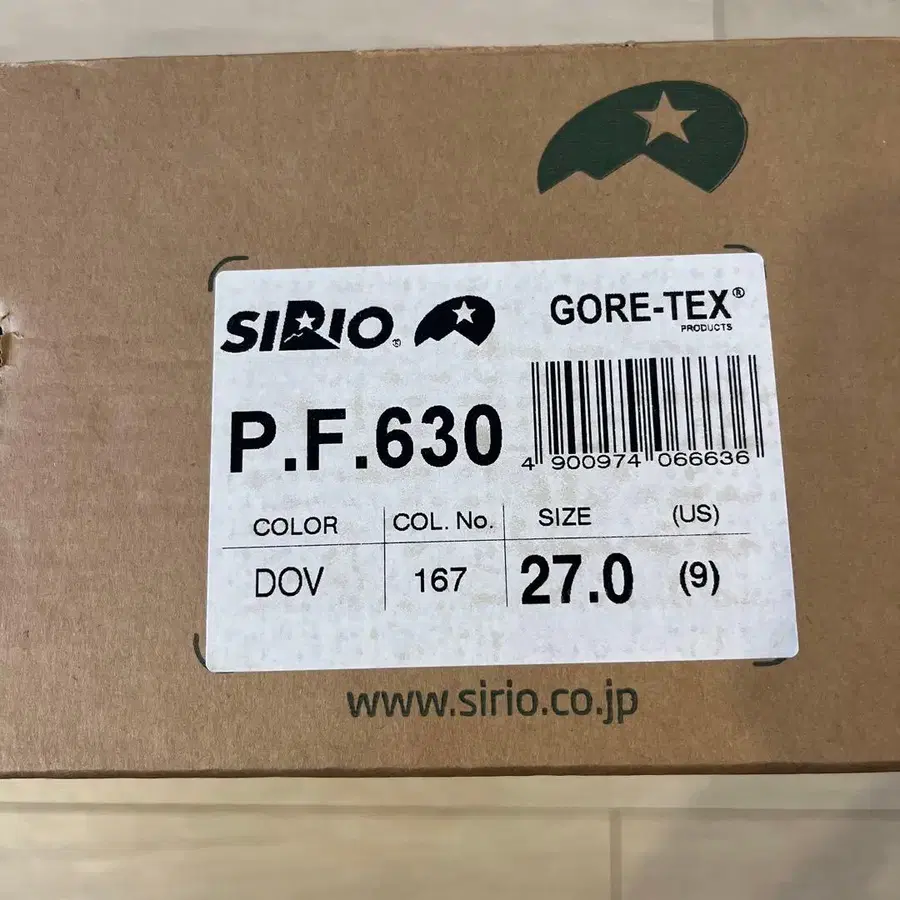 SIRIO®
GORE-TEX®
PRODUCTS
P.F.630
4 900974 066636
COLOR COL. No. SIZE (US)
DOV 167 27.0 (9)
www.sirio.co.jp